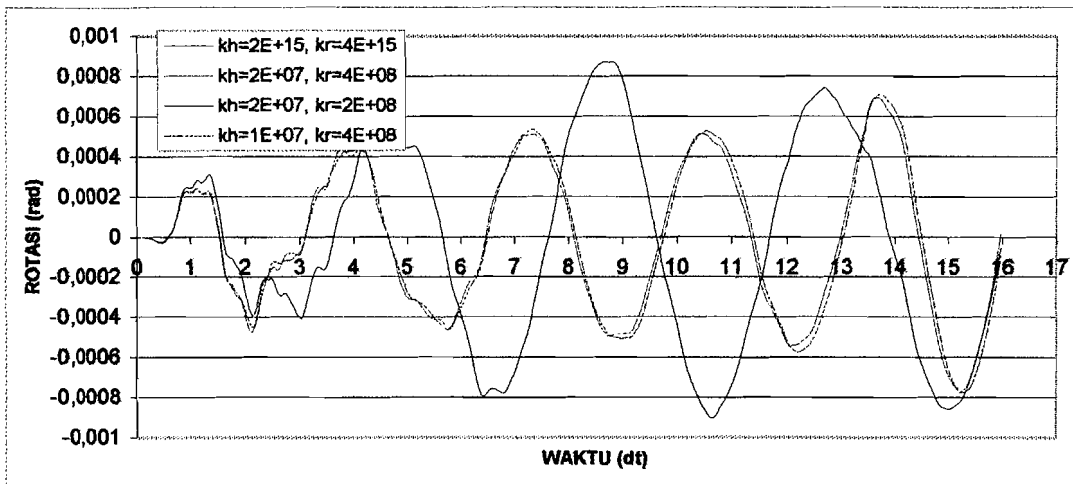 0,001
0,0008
0,0006
0,0004
0,0002
0
-0,0002
-0,0004
-0,0006
-0,0008
-0,001
ROTASI (rad)
kh=2E+15, kr=4E+15
kh=2E+07, kr=4E+08
kh=2E+07, kr=2E+08
kh=1E+07, kr=4E+08
0 1 2 3 4 5 6 7 8 9 10 11 12 13 14 15 16 17
WAKTU (dt)